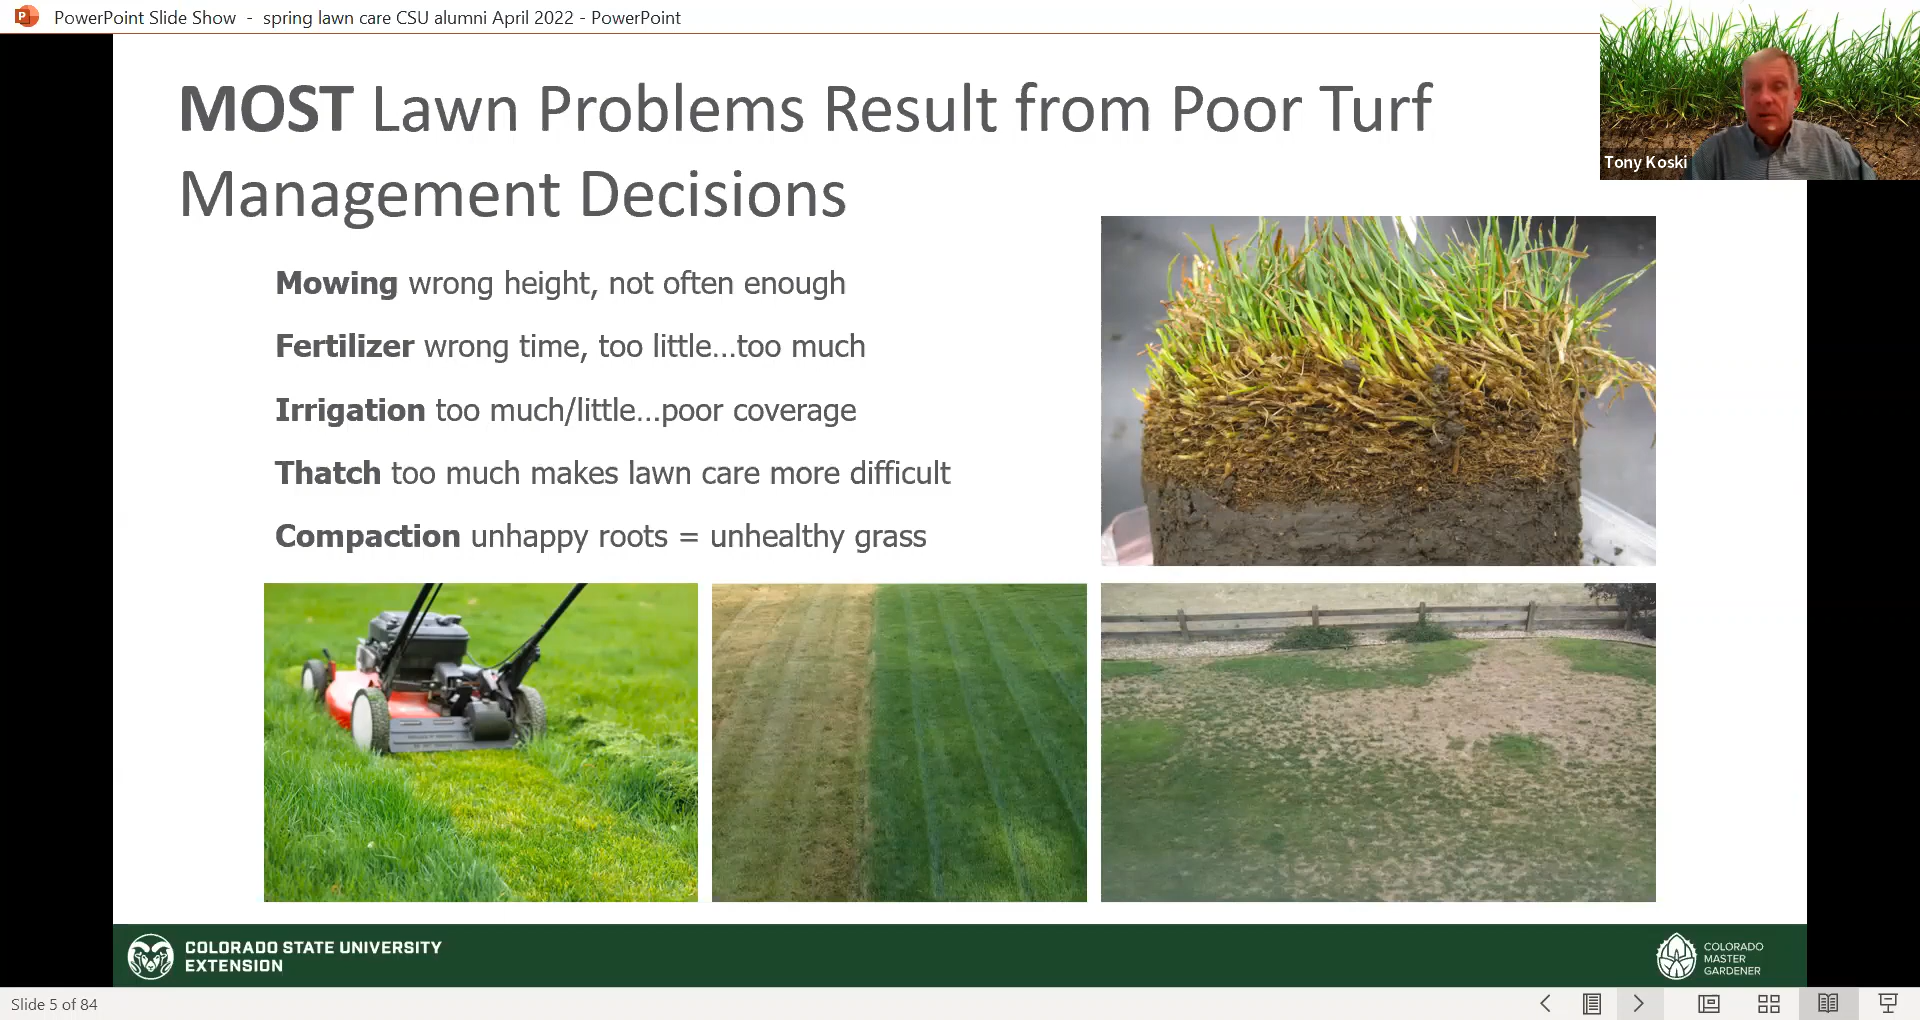 PowerPoint Slide Show - spring lawn care CSU alumni April 2022 - PowerPoint
MOST Lawn Problems Result from Poor Turf
Management Decisions
Tony Koski
Mowing wrong height, not often enough
Fertilizer wrong time, too little...too much
Irrigation too much/little...poor coverage
Thatch too much makes lawn care more difficult
Compaction unhappy roots = unhealthy grass
COLORADO STATE UNIVERSITY
EXTENSION
COLORADO
MASTER
GARDENER
Slide 5 of 84